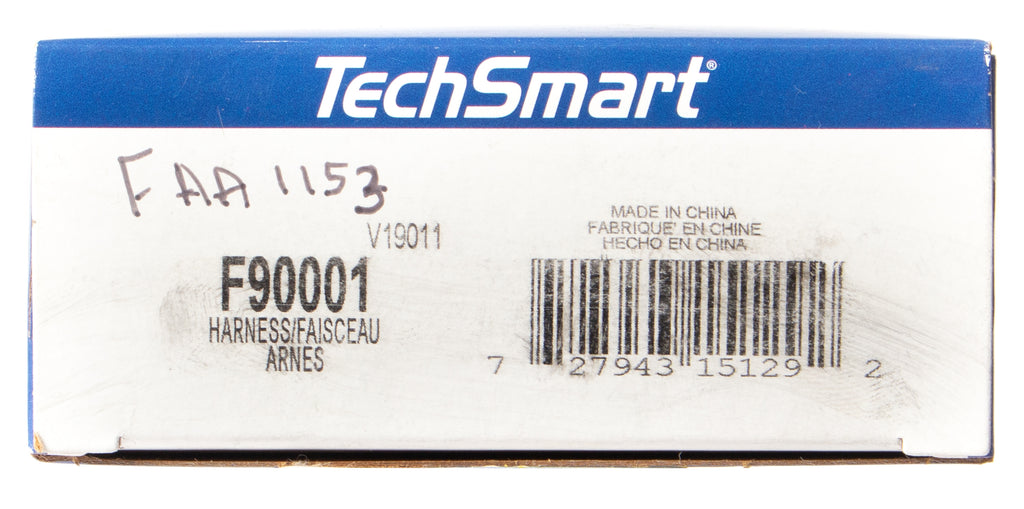 TechSmart®
FAA 1153
V19011
F90001
HARNESS/FAISCEAU
ARNES
MADE IN CHINA
FABRIQUE' EN CHINE
HECHO EN CHINA
7 27943 15129 2